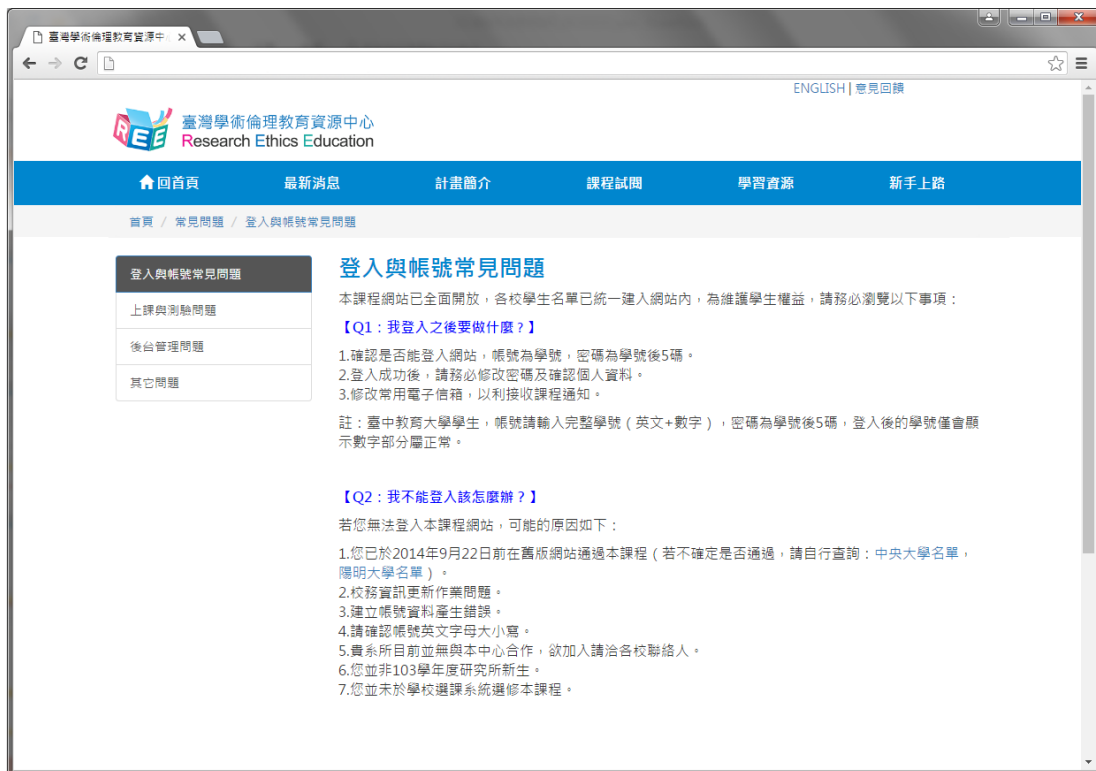 臺灣學術倫理教育資源中
ENGLISH | 意見回饋
REE
臺灣學術倫理教育資源中心
Research Ethics Education
回首頁 最新消息 計畫簡介 課程試閱 學習資源 新手上路
首頁 / 常見問題 / 登入與帳號常見問題
登入與帳號常見問題
上課與測驗問題
後台管理問題
其它問題
登入與帳號常見問題
本課程網站已全面開放，各校學生名單已統一建入網站內，為維護學生權益，請務必瀏覽以下事項：
【Q1：我登入之後要做什麼？】
1.確認是否能登入網站，帳號為學號，密碼為學號後5碼。
2.登入成功後，請務必修改密碼及確認個人資料。
3.修改常用電子信箱，以利接收課程通知。
註：臺中教育大學學生，帳號請輸入完整學號（英文+數字），密碼為學號後5碼，登入後的學號僅會顯
示數字部分屬正常。
【Q2：我不能登入該怎麼辦？】
若您無法登入本課程網站，可能的原因如下：
1.您已於2014年9月22日前在舊版網站通過本課程（若不確定是否通過，請自行查詢：中央大學名單，
陽明大學名單）。
2.校務資訊更新作業問題。
3.建立帳號資料產生錯誤。
4.請確認帳號英文字母大小寫。
5.貴系所目前並無與本中心合作，欲加入請洽各校聯絡人。
6.您並非103學年度研究所新生。
7.您並未於學校選課系統選修本課程。